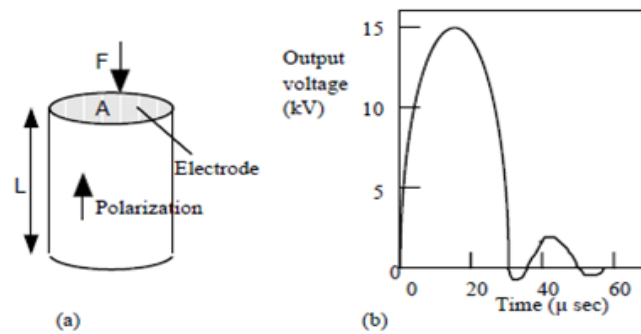 F
A
Electrode
L
Polarization
(a)
Output
voltage
(kV)
15
10
5
0
0 20 40 60
Time (μ sec)
(b)